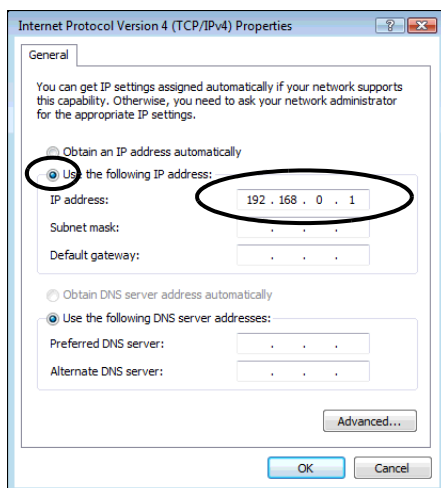 Internet Protocol Version 4 (TCP/IPv4) Properties
General
You can get IP settings assigned automatically if your network supports
this capability. Otherwise, you need to ask your network administrator
for the appropriate IP settings.
Obtain an IP address automatically
Use the following IP address:
IP address: 192 . 168 . 0 . 1
Subnet mask: . . .
Default gateway: . . .
Obtain DNS server address automatically
Use the following DNS server addresses:
Preferred DNS server: . . .
Alternate DNS server: . . .
Advanced...
OK Cancel